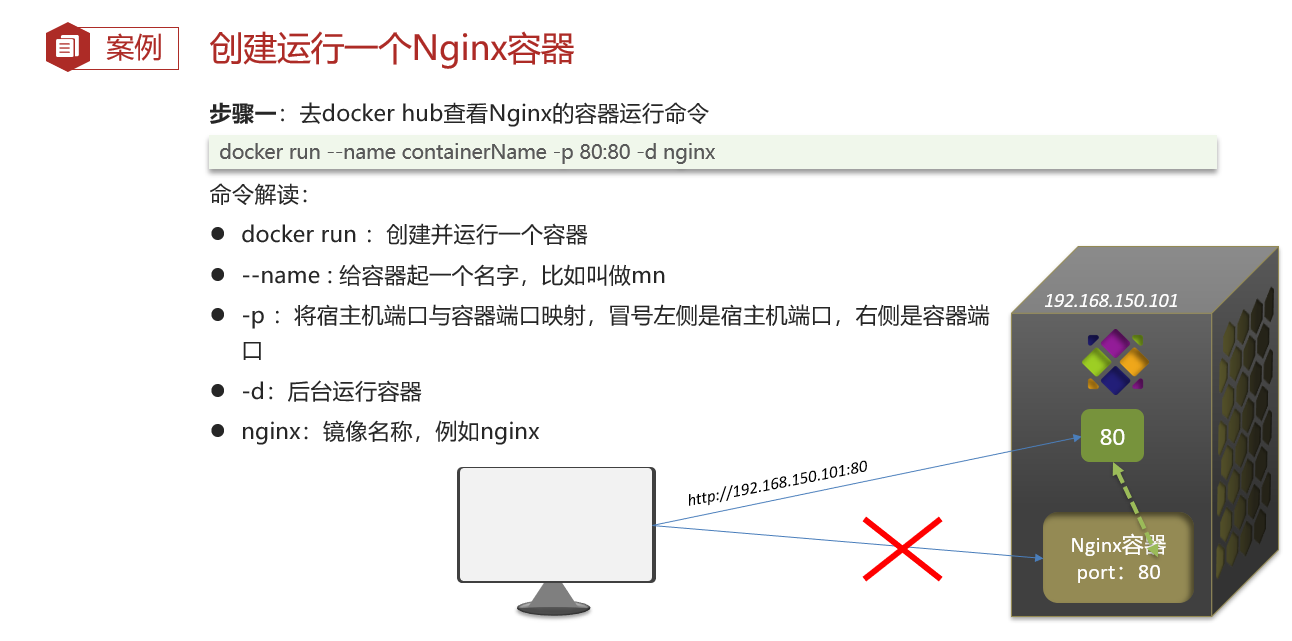 案例
创建运行一个Nginx容器
步骤一：去docker hub查看Nginx的容器运行命令
docker run --name containerName -p 80:80 -d nginx
命令解读：
● docker run ：创建并运行一个容器
● --name : 给容器起一个名字，比如叫做mn
● -p ：将宿主机端口与容器端口映射，冒号左侧是宿主机端口，右侧是容器端
口
● -d：后台运行容器
● nginx：镜像名称，例如nginx
192.168.150.101
80
http://192.168.150.101:80
Nginx容器
port：80